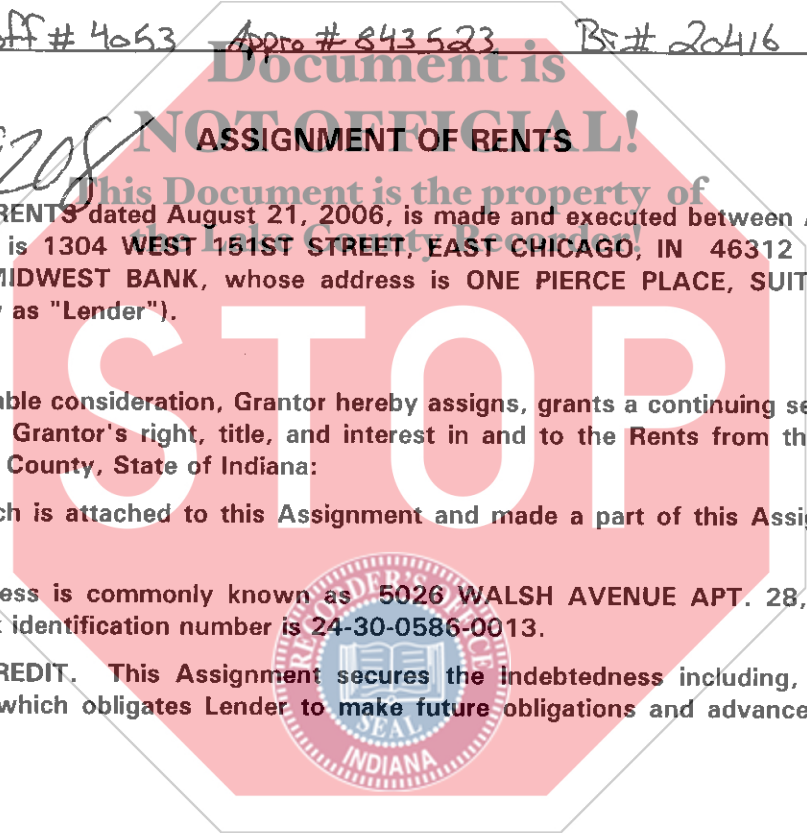 off # 4053 Appro # 843523 Br # 20416
Document is
NOT OFFICIAL!
ASSIGNMENT OF RENTS
208
This Document is the property of
the Lake County Recorder!
RENTS dated August 21, 2006, is made and executed between
is 1304 WEST 151ST STREET, EAST CHICAGO, IN 46312
MIDWEST BANK, whose address is ONE PIERCE PLACE, SUIT
as "Lender").
STOP
able consideration, Grantor hereby assigns, grants a continuing se
Grantor's right, title, and interest in and to the Rents from th
County, State of Indiana:
ch is attached to this Assignment and made a part of this Assig
ess is commonly known as 5026 WALSH AVENUE APT. 28,
identification number is 24-30-0586-0013.
REDIT. This Assignment secures the Indebtedness including,
which obligates Lender to make future obligations and advance
RECORDER'S OFFICE
SEAL
INDIANA